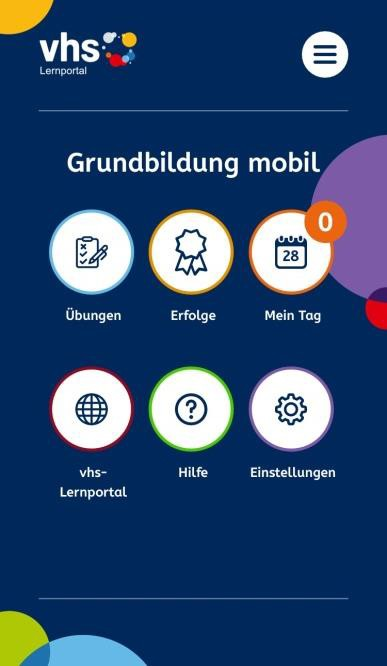 vhs
Lernportal
Grundbildung mobil
0
28
Übungen
Erfolge
Mein Tag
?
vhs-
Lernportal
Hilfe
Einstellungen